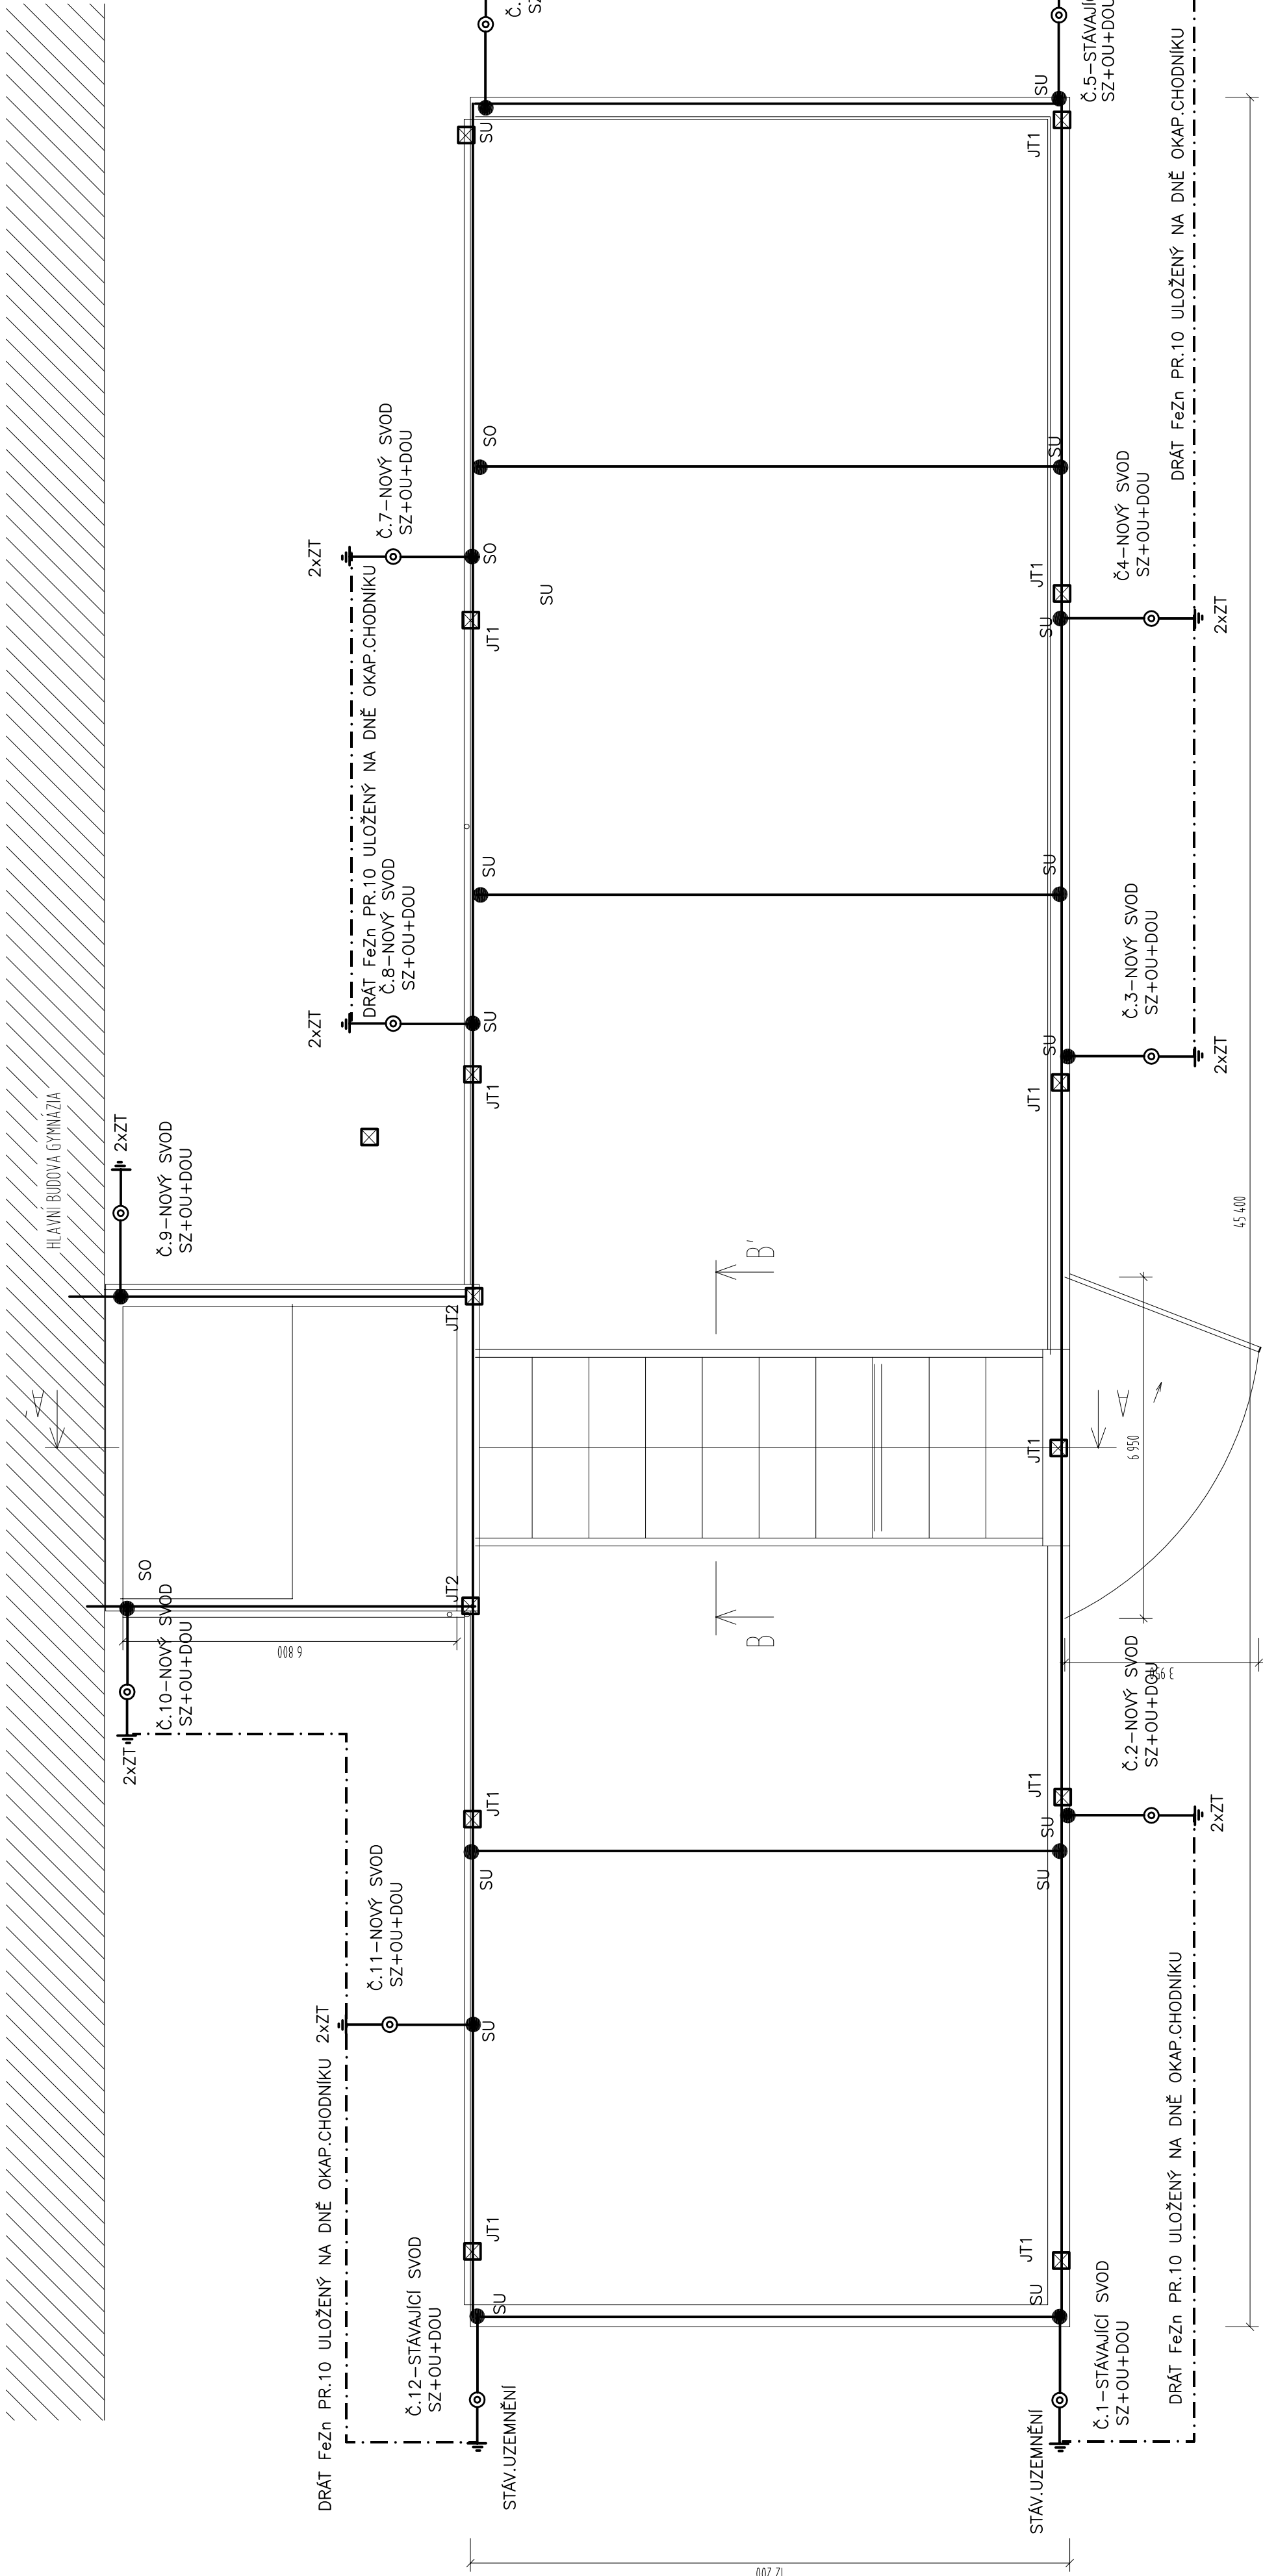 HLAVNÍ BUDOVA GYMNÁZIA
2xZT
Č.9-NOVÝ SVOD
SZ+OU+DOU
SO
Č.10-NOVÝ SVOD
SZ+OU+DOU
2xZT
6 800
A'
DRÁT FeZn PR.10 ULOŽENÝ NA DNĚ OKAP.CHODNÍKU
2xZT
Č.11-NOVÝ SVOD
SZ+OU+DOU
Č.12-STÁVAJÍCÍ SVOD
SZ+OU+DOU
STÁV.UZEMNĚNÍ
2xZT
Č.8-NOVÝ SVOD
SZ+OU+DOU
DRÁT FeZn PR.10 ULOŽENÝ NA DNĚ OKAP.CHODNÍKU
2xZT
Č.7-NOVÝ SVOD
SZ+OU+DOU
SU
JT1
SU
SU
JT1
JT2
JT2
JT1
SU
SU
JT1
SU
SO
SO
SU
SU
B
B'
STÁV.UZEMNĚNÍ
SU
JT1
SU
SU
JT1
JT1
JT1
SU
SU
SU
JT1
SU
JT1
SU
Č.1-STÁVAJÍCÍ SVOD
SZ+OU+DOU
DRÁT FeZn PR.10 ULOŽENÝ NA DNĚ OKAP.CHODNÍKU
Č.2-NOVÝ SVOD
SZ+OU+DOU
2xZT
3 950
6 950
A
Č.3-NOVÝ SVOD
SZ+OU+DOU
2xZT
Č4-NOVÝ SVOD
SZ+OU+DOU
2xZT
DRÁT FeZn PR.10 ULOŽENÝ NA DNĚ OKAP.CHODNÍKU
Č.5-STÁVAJÍC
SZ+OU+DOU
Č.
45 400
12 200